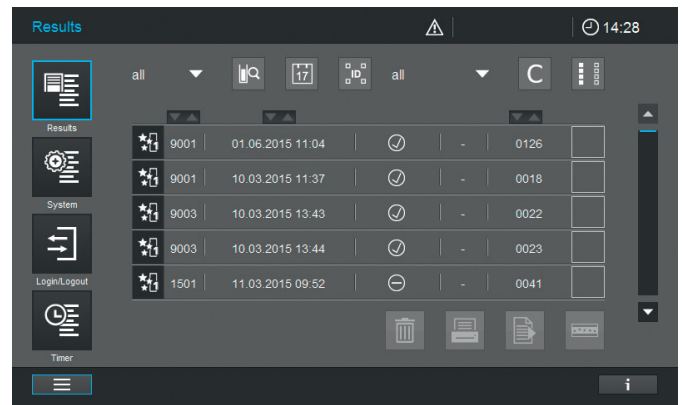 Results
14:28
all
17
ID
all
C
Results
9001 01.06.2015 11:04 - 0126
9001 10.03.2015 11:37 - 0018
System
9003 10.03.2015 13:43 - 0022
9003 10.03.2015 13:44 - 0023
Login/Logout
1501 11.03.2015 09:52 - 0041
Timer
i